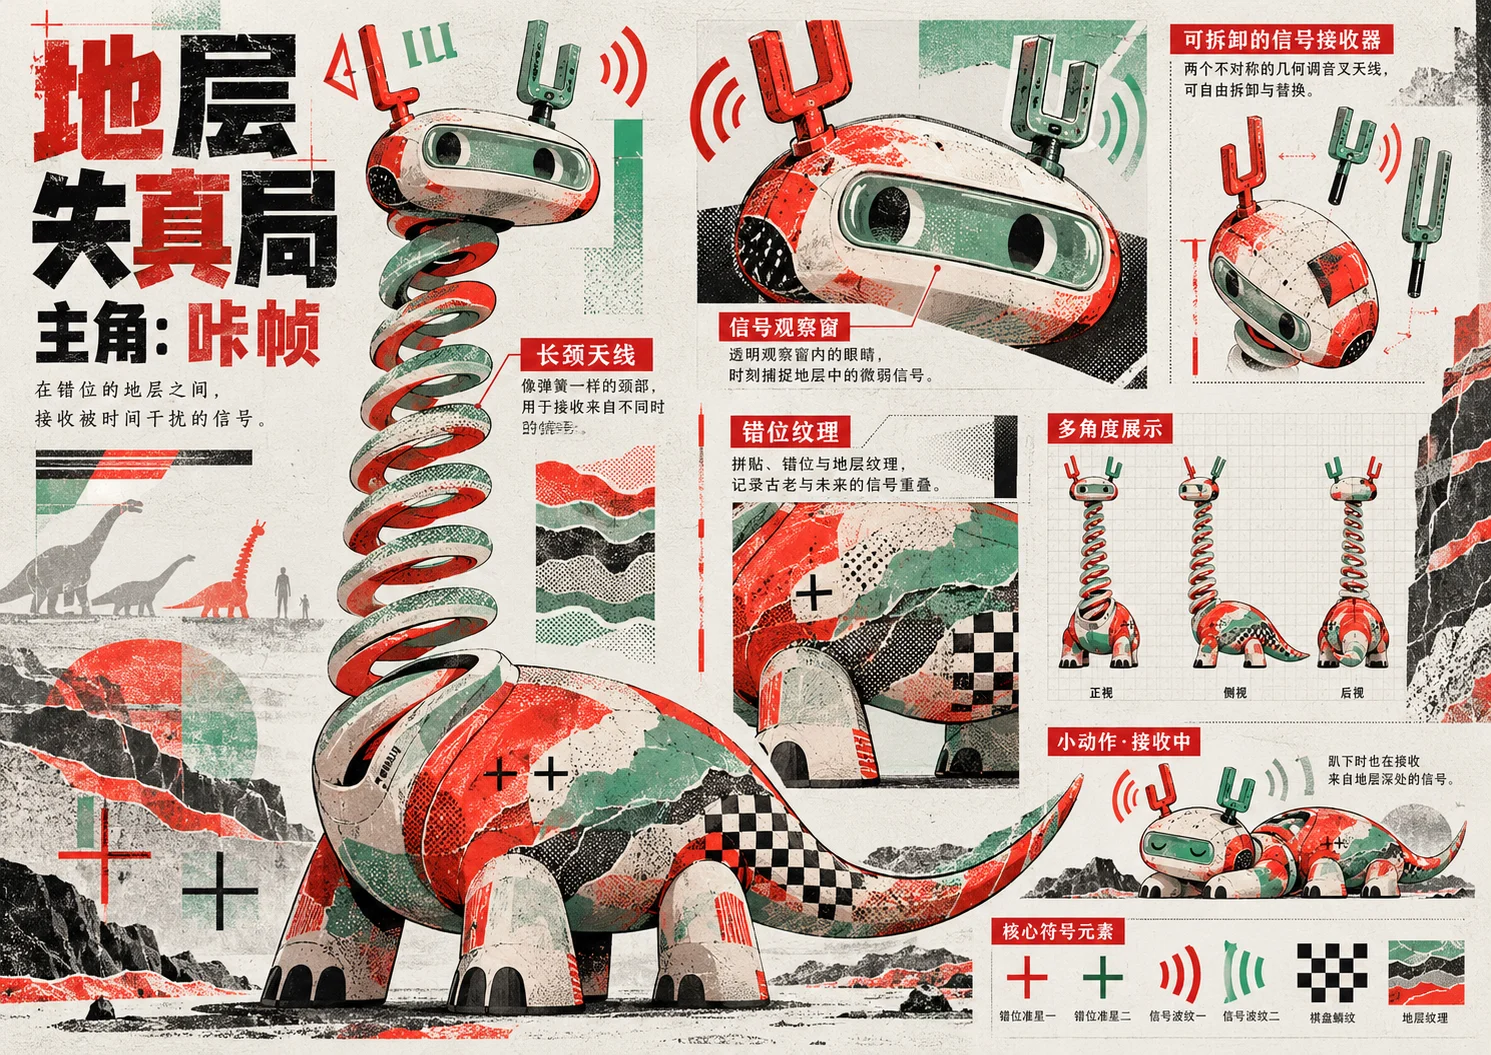 地层
失真局
主角：咔帧
在错位的地层之间，
接收被时间干扰的信号。
长颈天线
像弹簧一样的颈部，
用于接收来自不同时
的
信号观察窗
透明观察窗内的眼睛，
时刻捕捉地层中的微弱信号。
可拆卸的信号接收器
两个不对称的几何调音叉天线，
可自由拆卸与替换。
错位纹理
拼贴、错位与地层纹理，
记录古老与未来的信号重叠。
多角度展示
正视
侧视
后视
小动作·接收中
趴下时也在接收
来自地层深处的信号。
核心符号元素
错位准星一
错位准星二
信号波纹一
信号波纹二
棋盘鳞纹
地层纹理